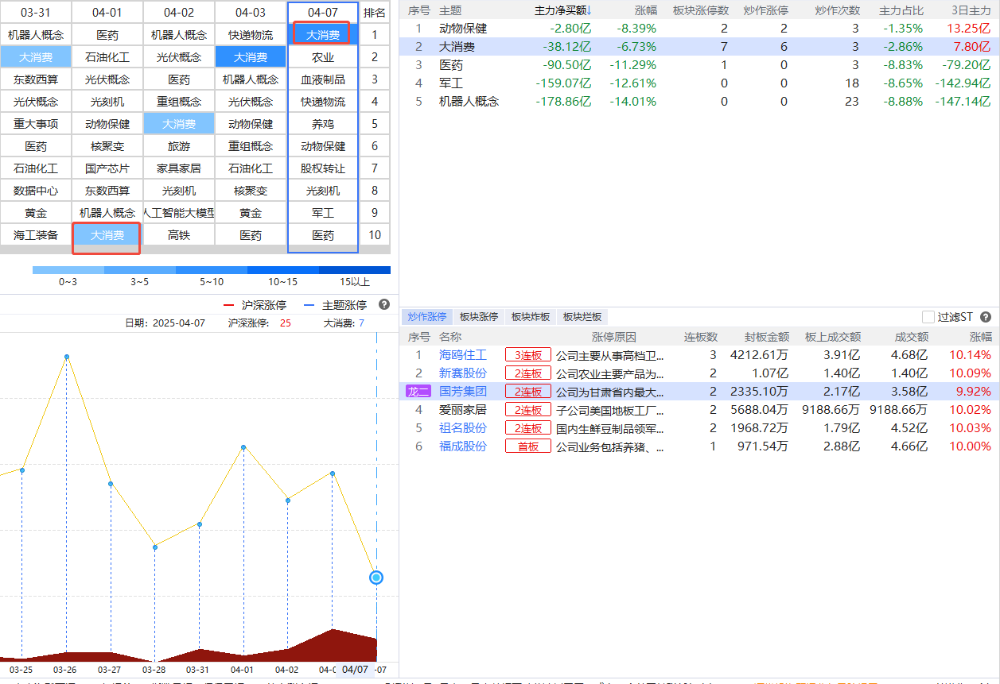 03-31 04-01 04-02 04-03 04-07 排名
机器人概念 医药 机器人概念 快递物流 大消费 1
大消费 石油化工 光伏概念 大消费 农业 2
东数西算 光伏概念 医药 机器人概念 血液制品 3
光伏概念 光刻机 重组概念 光伏概念 快递物流 4
重大事项 动物保健 大消费 动物保健 养鸡 5
医药 核聚变 旅游 重组概念 动物保健 6
石油化工 国产芯片 家具家居 石油化工 股权转让 7
数据中心 东数西算 光刻机 核聚变 光刻机 8
黄金 机器人概念 人工智能大模型 黄金 军工 9
海工装备 大消费 高铁 医药 医药 10
0~3 3~5 5~10 10~15 15以上
沪深涨停 主题涨停 ?
日期: 2025-04-07 沪深涨停: 25 大消费: 7
03-25 03-26 03-27 03-28 03-31 04-01 04-02 04-0 04/07 -07
序号 主题 主力净买额↓ 涨幅 板块涨停数 炒作涨停 炒作次数 主力占比 3日主力
1 动物保健 -2.80亿 -8.39% 2 2 3 -1.35% 13.25亿
2 大消费 -38.12亿 -6.73% 7 6 3 -2.86% 7.80亿
3 医药 -90.50亿 -11.29% 1 0 3 -8.83% -79.20亿
4 军工 -159.07亿 -12.61% 0 0 18 -8.65% -142.94亿
5 机器人概念 -178.86亿 -14.01% 0 0 23 -8.88% -147.14亿
炒作涨停 板块涨停 板块炸板 板块烂板 过滤ST ?
序号 名称 涨停原因 连板数 封板金额 板上成交额 成交额 涨幅
1 海鸥住工 3连板 公司主要从事高档卫... 3 4212.61万 3.91亿 4.68亿 10.14%
2 新赛股份 2连板 公司农业主要产品为... 2 1.07亿 1.40亿 1.40亿 10.09%
龙二 国芳集团 2连板 公司为甘肃省内最大... 2 2335.10万 2.17亿 3.58亿 9.92%
4 爱丽家居 2连板 子公司美国地板工厂... 2 5688.04万 9188.66万 9188.66万 10.02%
5 祖名股份 2连板 国内生鲜豆制品领军... 2 1968.72万 1.79亿 4.52亿 10.03%
6 福成股份 首板 公司业务包括养猪、... 1 971.54万 2.88亿 4.66亿 10.00%